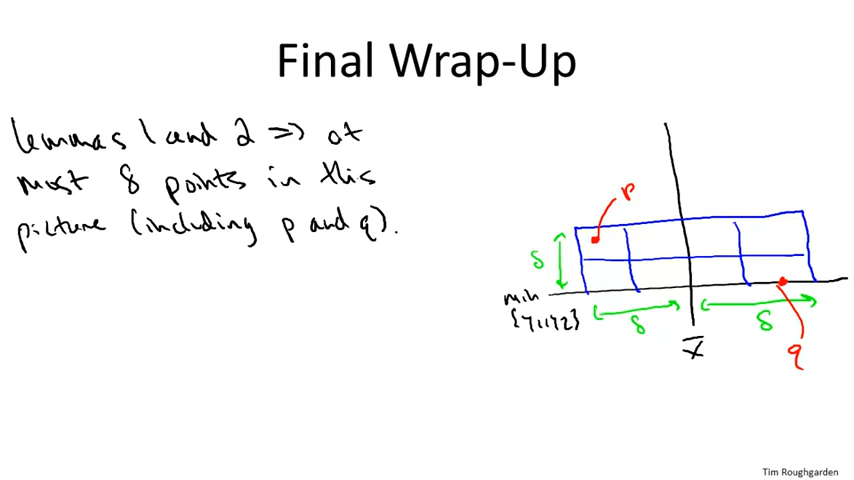 Final Wrap-Up
Lemmas 1 and 2 => at
most 8 points in this
picture (including p and q).
p
δ
min
{y1,y2}
δ
δ
x̅
q
Tim Roughgarden